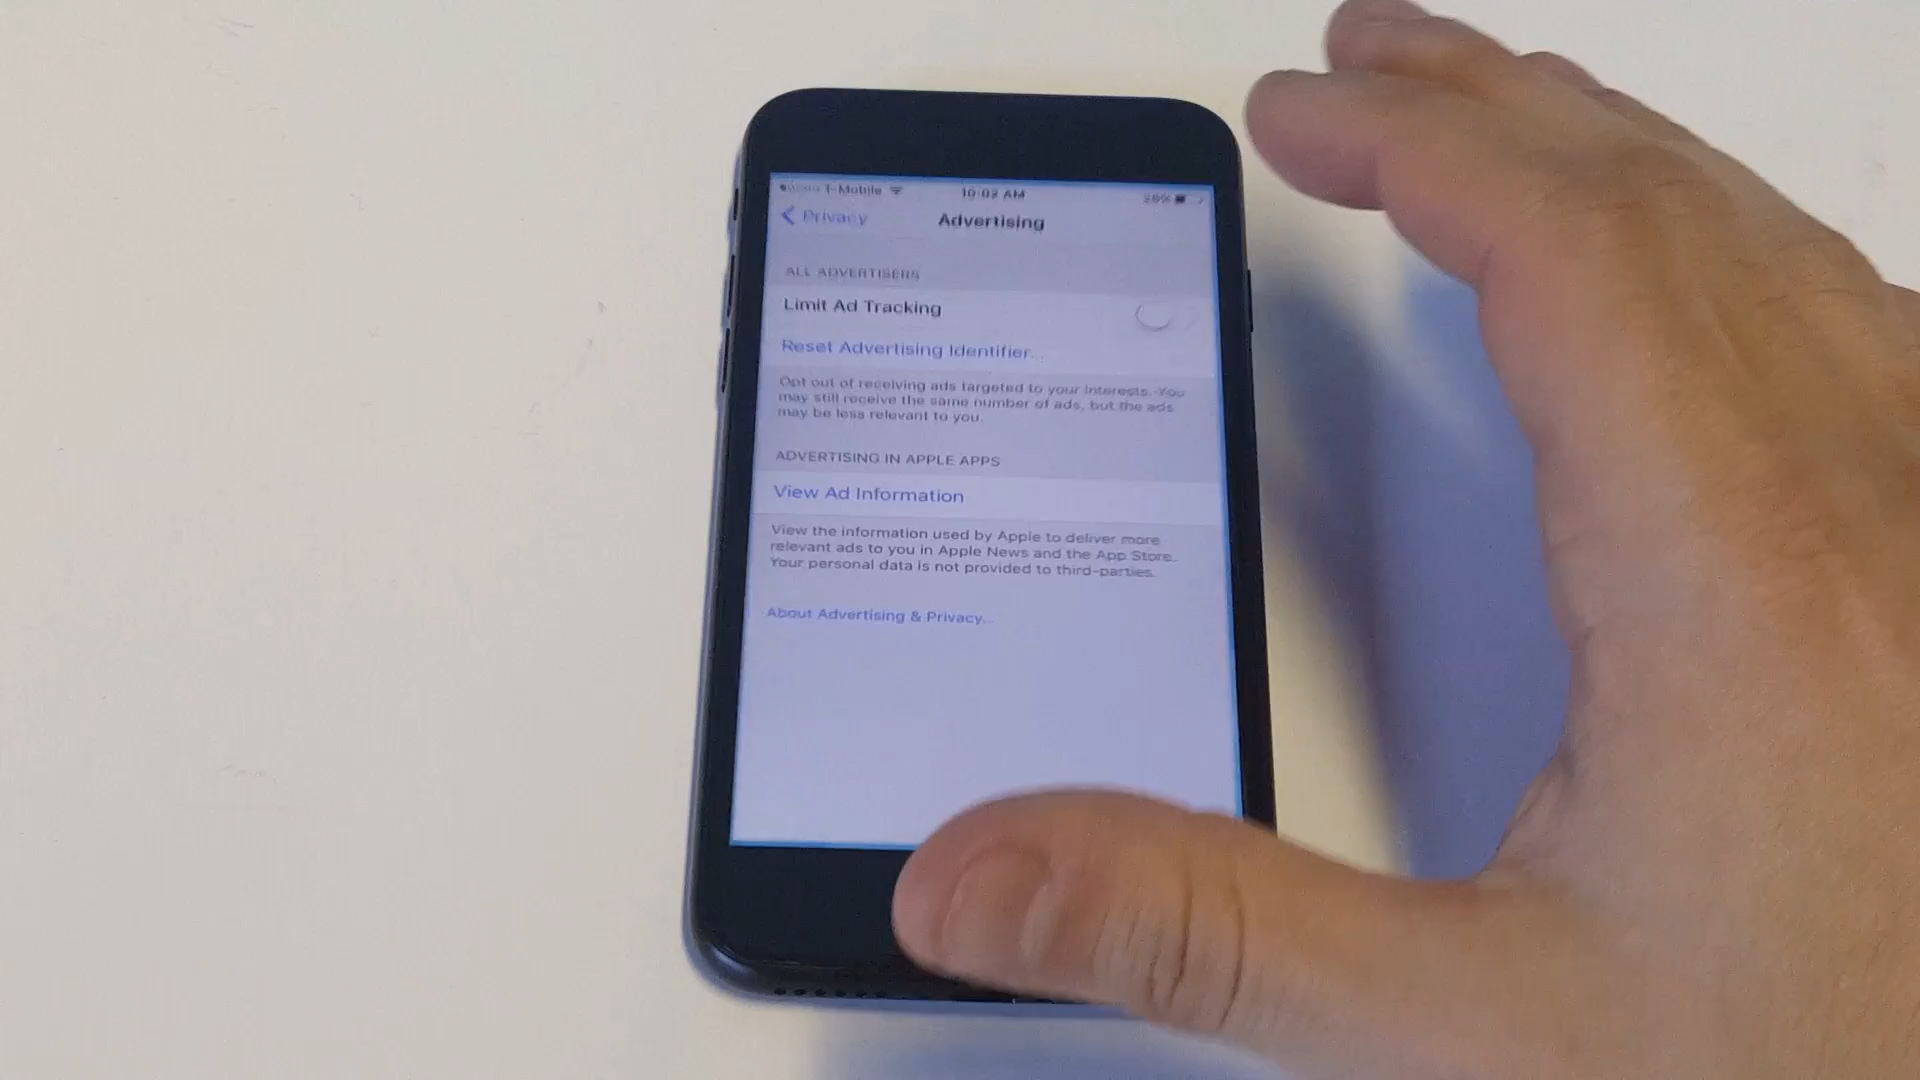 T-Mobile 10:02 AM
Privacy Advertising
ALL ADVERTISERS
Limit Ad Tracking
Reset Advertising Identifier...
Opt out of receiving ads targeted to your interests. You
may still receive the same number of ads, but the ads
may be less relevant to you.
ADVERTISING IN APPLE APPS
View Ad Information
View the information used by Apple to deliver more
relevant ads to you in Apple News and the App Store.
Your personal data is not provided to third-parties.
About Advertising & Privacy...